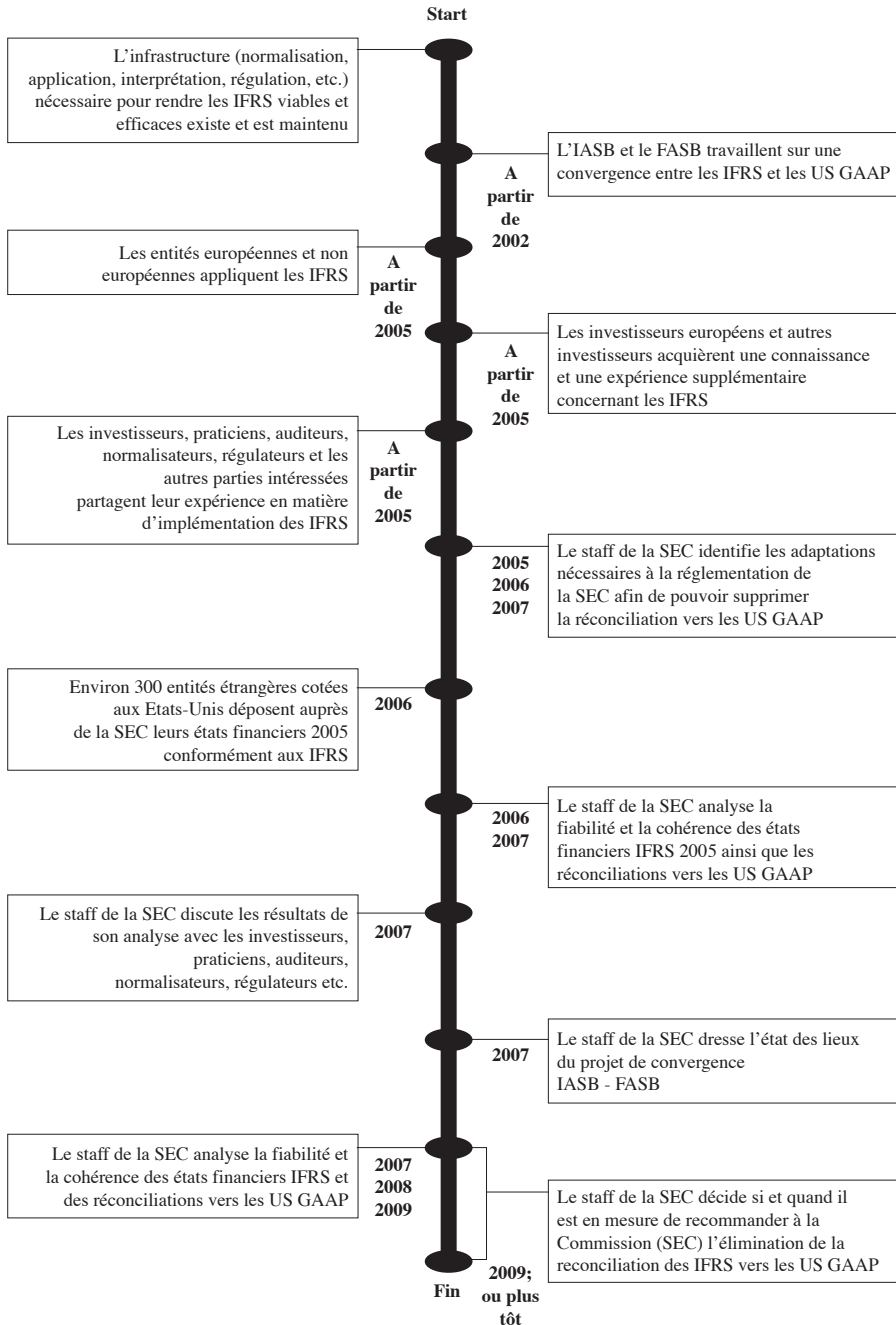 Start
L’infrastructure (normalisation,
application, interprétation, régulation, etc.)
nécessaire pour rendre les IFRS viables et
efficaces existe et est maintenu
L’IASB et le FASB travaillent sur une
convergence entre les IFRS et les US GAAP
A
partir
de
2002
Les entités européennes et non
européennes appliquent les IFRS
A
partir
de
2005
Les investisseurs européens et autres
investisseurs acquièrent une connaissance
et une expérience supplémentaire
concernant les IFRS
A
partir
de
2005
Les investisseurs, praticiens, auditeurs,
normalisateurs, régulateurs et les
autres parties intéressées
partagent leur expérience en matière
d’implémentation des IFRS
A
partir
de
2005
2005
2006
2007
Le staff de la SEC identifie les adaptations
nécessaires à la réglementation de
la SEC afin de pouvoir supprimer
la réconciliation vers les US GAAP
Environ 300 entités étrangères cotées
aux Etats-Unis déposent auprès
de la SEC leurs états financiers 2005
conformément aux IFRS
2006
2006
2007
Le staff de la SEC analyse la
fiabilité et la cohérence des états
financiers IFRS 2005 ainsi que les
réconciliations vers les US GAAP
Le staff de la SEC discute les résultats de
son analyse avec les investisseurs,
praticiens, auditeurs,
normalisateurs, régulateurs etc.
2007
2007
Le staff de la SEC dresse l’état des lieux
du projet de convergence
IASB - FASB
Le staff de la SEC analyse la fiabilité et
la cohérence des états financiers IFRS et
des réconciliations vers les US GAAP
2007
2008
2009
Le staff de la SEC décide si et quand il
est en mesure de recommander à la
Commission (SEC) l’élimination de la
reconciliation des IFRS vers les US GAAP
Fin
2009;
ou plus
tôt